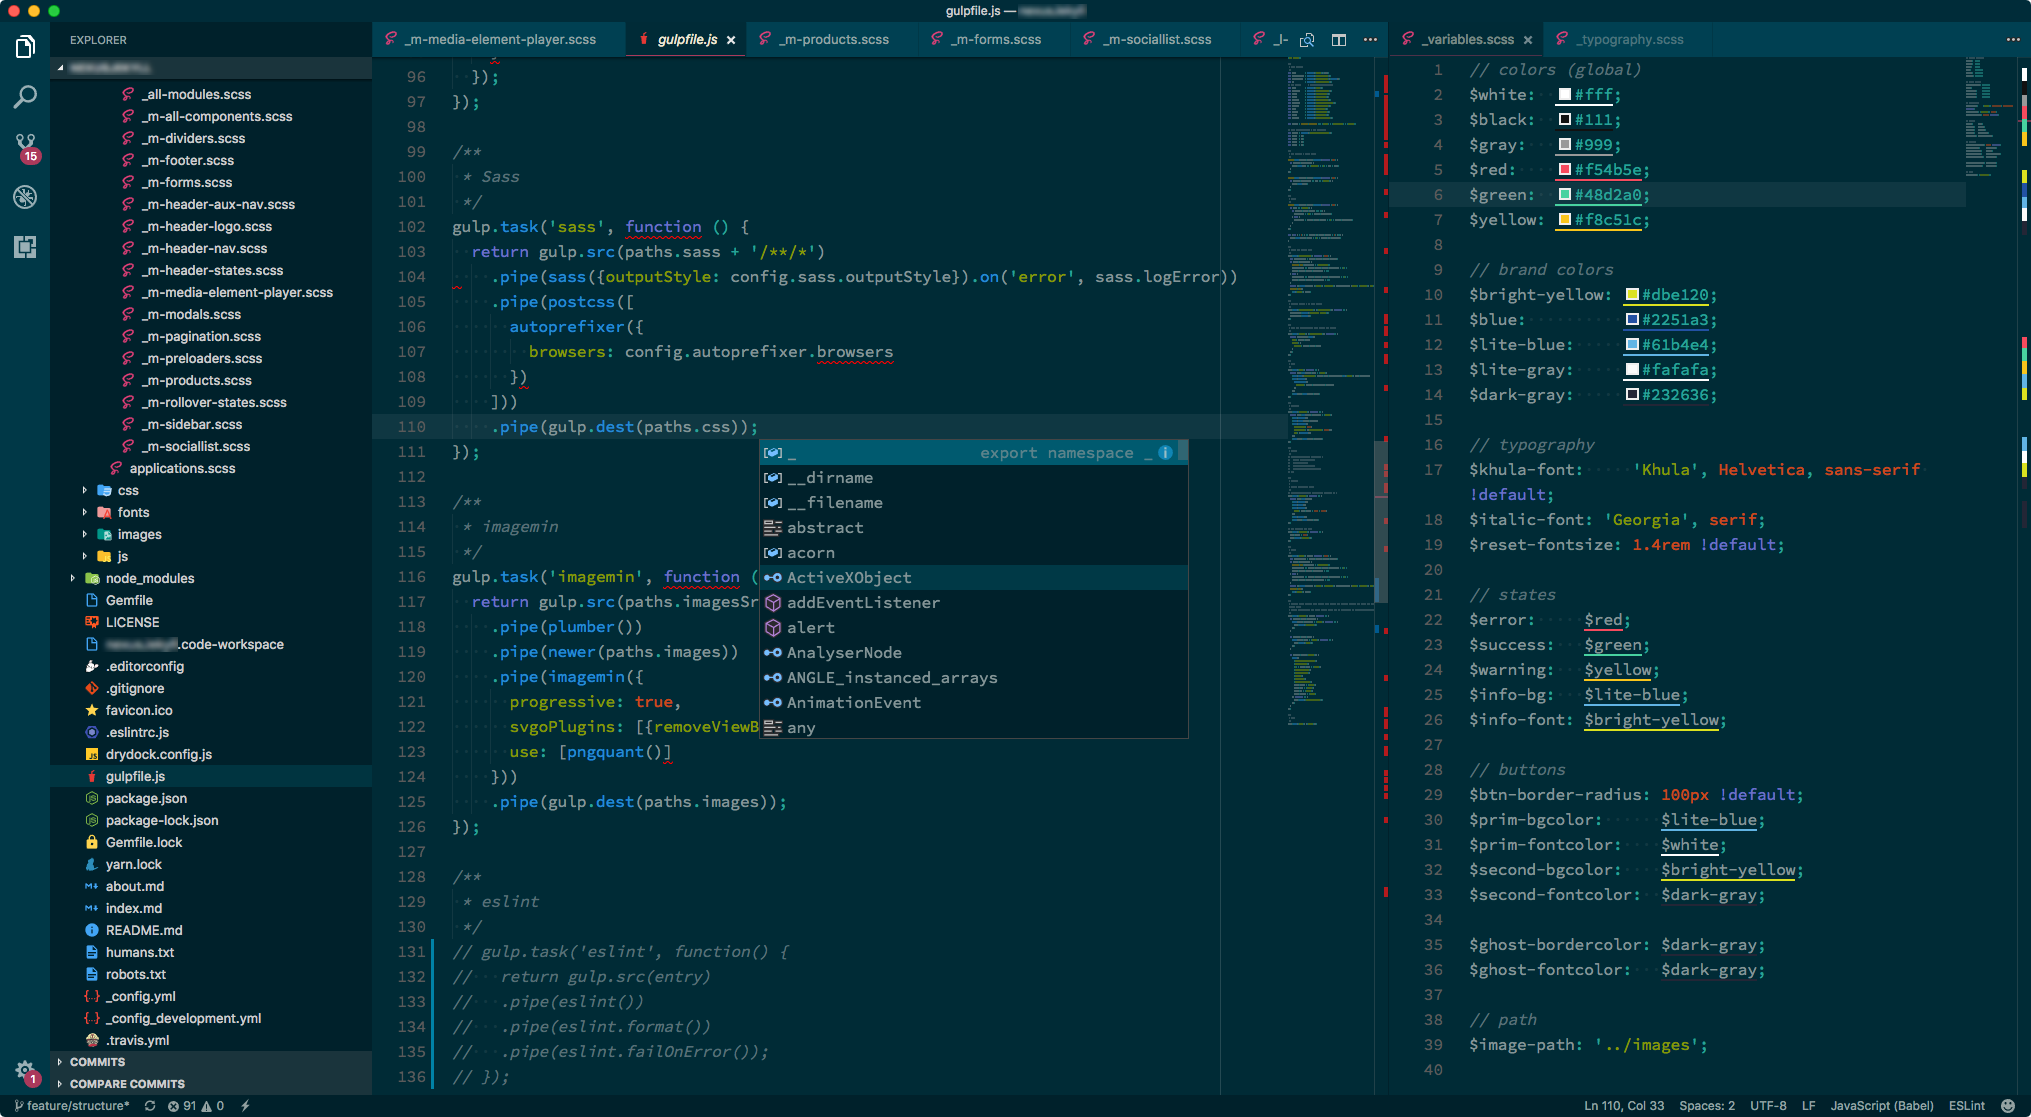 gulpfile.js —
EXPLORER
_all-modules.scss
_m-all-components.scss
_m-dividers.scss
_m-footer.scss
_m-forms.scss
_m-header-aux-nav.scss
_m-header-logo.scss
_m-header-nav.scss
_m-header-states.scss
_m-media-element-player.scss
_m-modals.scss
_m-pagination.scss
_m-preloaders.scss
_m-products.scss
_m-rollover-states.scss
_m-sidebar.scss
_m-sociallist.scss
applications.scss
css
fonts
images
js
node_modules
Gemfile
LICENSE
.code-workspace
.editorconfig
.gitignore
favicon.ico
.eslintrc.js
drydock.config.js
gulpfile.js
package.json
package-lock.json
Gemfile.lock
yarn.lock
about.md
index.md
README.md
humans.txt
robots.txt
_config.yml
_config_development.yml
.travis.yml
COMMITS
COMPARE COMMITS
15
1
_m-media-element-player.scss gulpfile.js × _m-products.scss _m-forms.scss _m-sociallist.scss _l-
96 });
97 });
98
99 /**
100 * Sass
101 */
102 gulp.task('sass', function () {
103 return gulp.src(paths.sass + '/**/*')
104 .pipe(sass({outputStyle: config.sass.outputStyle}).on('error', sass.logError))
105 .pipe(postcss([
106 autoprefixer({
107 browsers: config.autoprefixer.browsers
108 })
109 ]))
110 .pipe(gulp.dest(paths.css));
111 });
112
113 /**
114 * imagemin
115 */
116 gulp.task('imagemin', function (
117 return gulp.src(paths.imagesSr
118 .pipe(plumber())
119 .pipe(newer(paths.images))
120 .pipe(imagemin({
121 progressive: true,
122 svgoPlugins: [{removeViewB
123 use: [pngquant()]
124 }))
125 .pipe(gulp.dest(paths.images));
126 });
127
128 /**
129 * eslint
130 */
131 // gulp.task('eslint', function() {
132 // return gulp.src(entry)
133 // .pipe(eslint())
134 // .pipe(eslint.format())
135 // .pipe(eslint.failOnError());
136 // });
_ export namespace _
__dirname
__filename
abstract
acorn
ActiveXObject
addEventListener
alert
AnalyserNode
ANGLE_instanced_arrays
AnimationEvent
any
_variables.scss × _typography.scss
1 // colors (global)
2 $white: #fff;
3 $black: #111;
4 $gray: #999;
5 $red: #f54b5e;
6 $green: #48d2a0;
7 $yellow: #f8c51c;
8
9 // brand colors
10 $bright-yellow: #dbe120;
11 $blue: #2251a3;
12 $lite-blue: #61b4e4;
13 $lite-gray: #fafafa;
14 $dark-gray: #232636;
15
16 // typography
17 $khula-font: 'Khula', Helvetica, sans-serif
!default;
18 $italic-font: 'Georgia', serif;
19 $reset-fontsize: 1.4rem !default;
20
21 // states
22 $error: $red;
23 $success: $green;
24 $warning: $yellow;
25 $info-bg: $lite-blue;
26 $info-font: $bright-yellow;
27
28 // buttons
29 $btn-border-radius: 100px !default;
30 $prim-bgcolor: $lite-blue;
31 $prim-fontcolor: $white;
32 $second-bgcolor: $bright-yellow;
33 $second-fontcolor: $dark-gray;
34
35 $ghost-bordercolor: $dark-gray;
36 $ghost-fontcolor: $dark-gray;
37
38 // path
39 $image-path: '../images';
40
feature/structure* 91 0 Ln 110, Col 33 Spaces: 2 UTF-8 LF JavaScript (Babel) ESLint